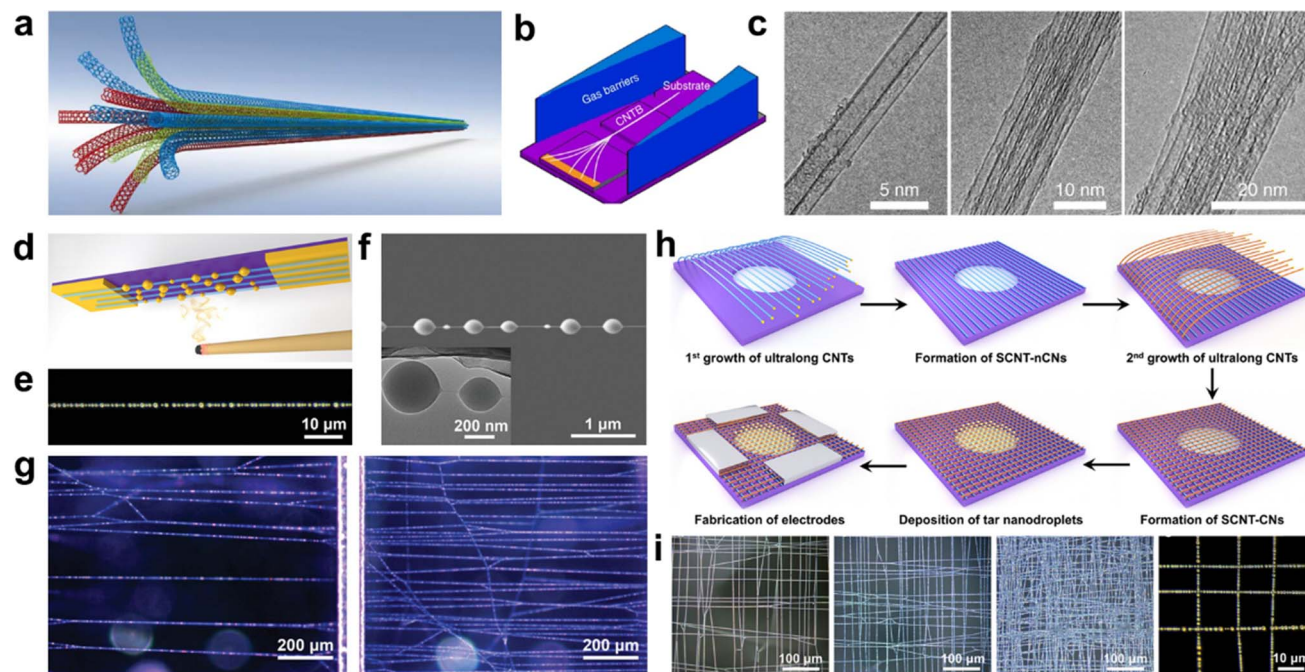 a
b
Gas barriers
Substrate
CNTB
c
5 nm
10 nm
20 nm
d
e
10 µm
f
200 nm
1 µm
g
200 µm
200 µm
h
1st growth of ultralong CNTs
Formation of SCNT-nCNs
2nd growth of ultralong CNTs
Fabrication of electrodes
Deposition of tar nanodroplets
Formation of SCNT-CNs
i
100 µm
100 µm
100 µm
10 µm